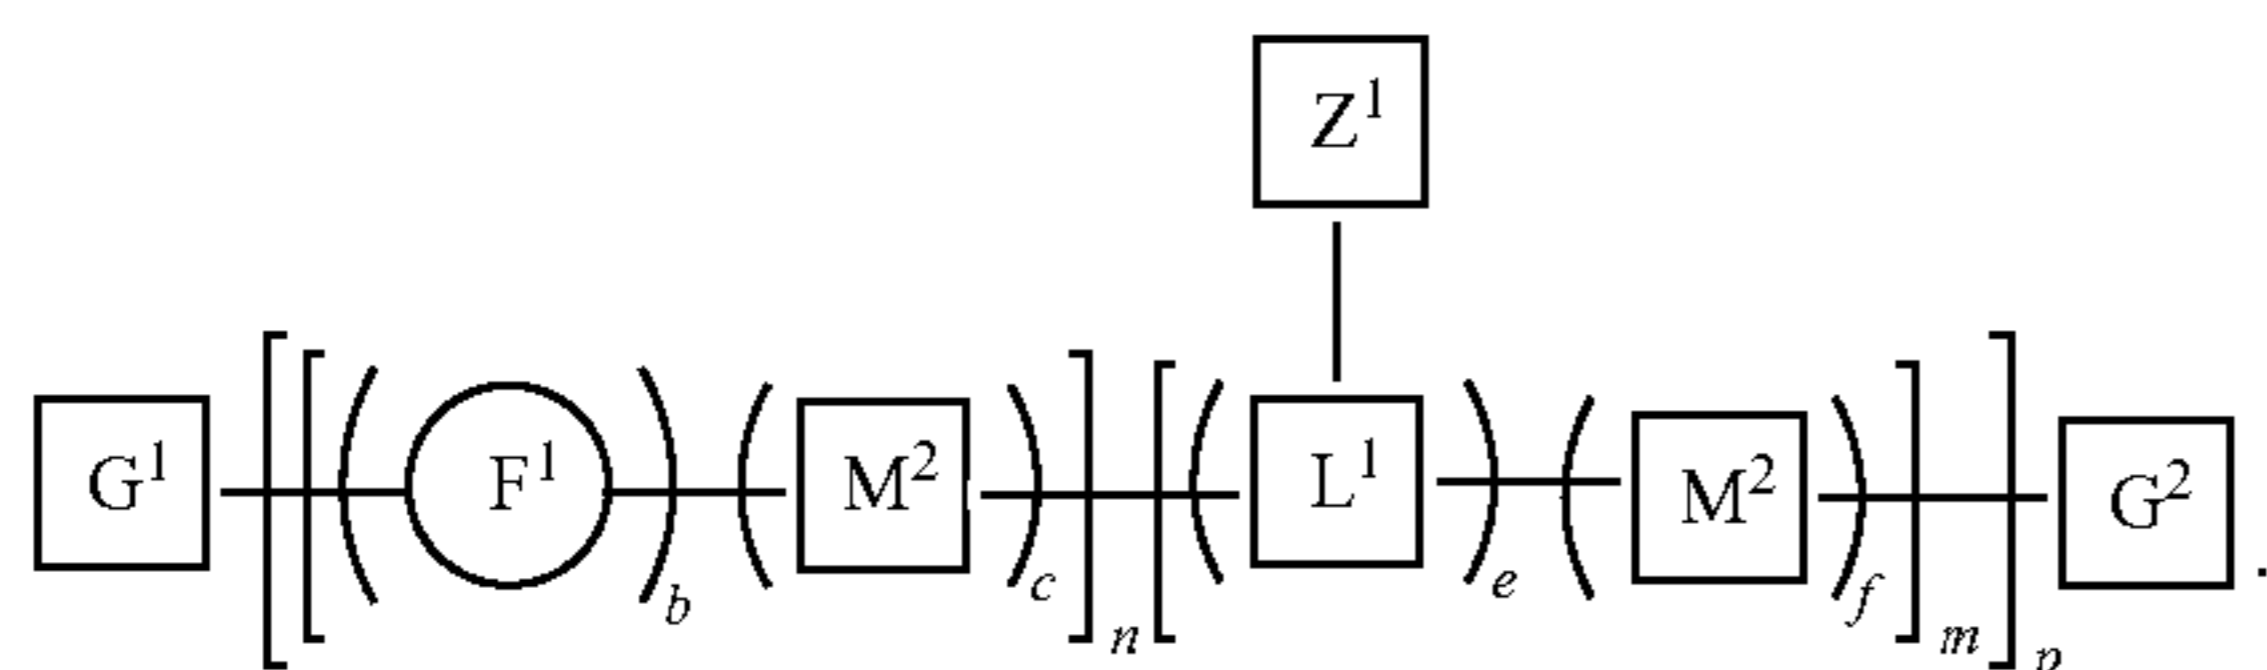 Z¹
G¹ [[( F¹ )b ( M² )c ]n [( L¹ )e ( M² )f ]m ]p G² .